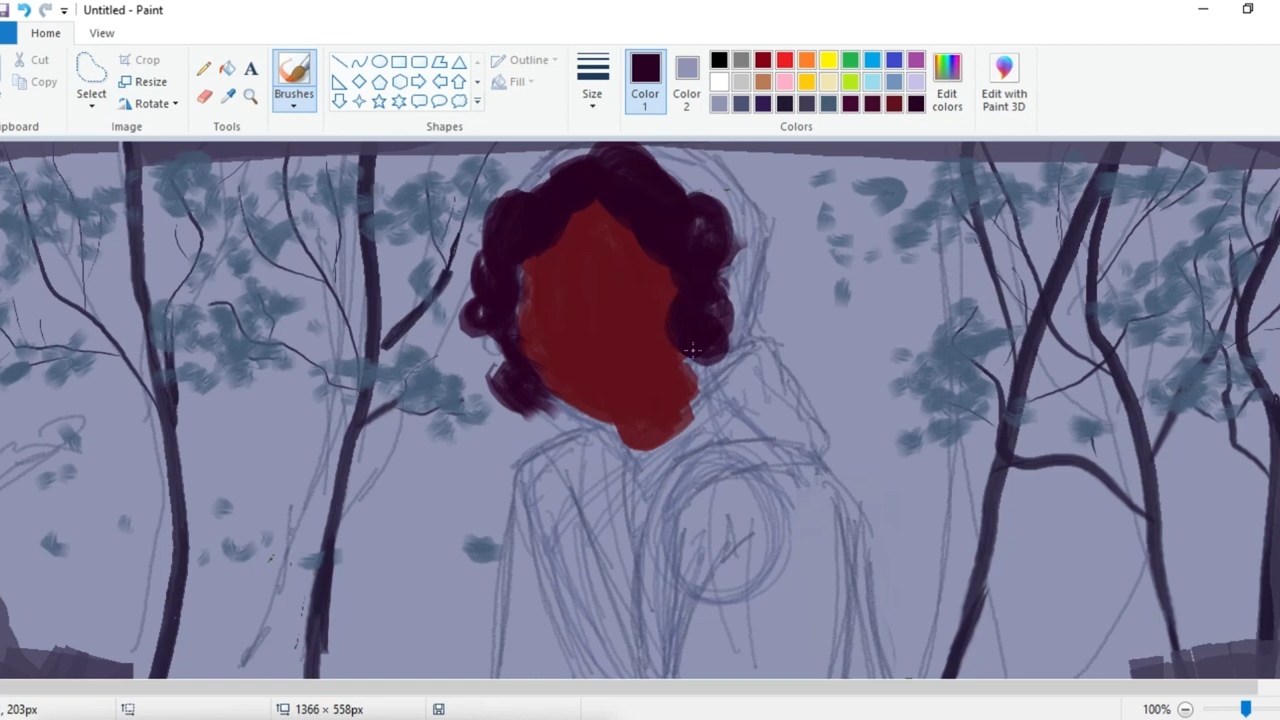 Untitled - Paint
Home View
Cut
Copy
Select
Crop
Resize
Rotate
Brushes
Outline
Fill
Size
Color 1
Color 2
Edit colors
Edit with Paint 3D
Image
Tools
Shapes
Colors
, 203px
1366 × 558px
100%